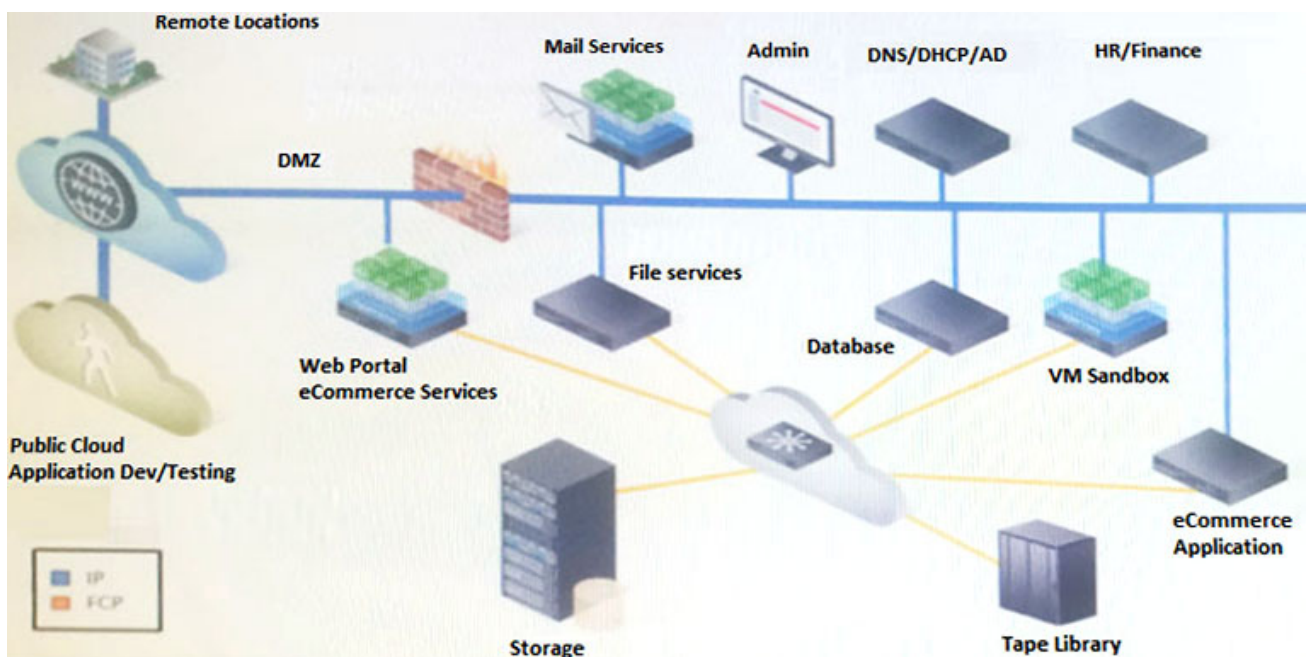 Remote Locations
Mail Services
Admin
DNS/DHCP/AD
HR/Finance
DMZ
WWW
File services
Web Portal
eCommerce Services
Database
VM Sandbox
Public Cloud
Application Dev/Testing
eCommerce
Application
IP
FCP
Storage
Tape Library